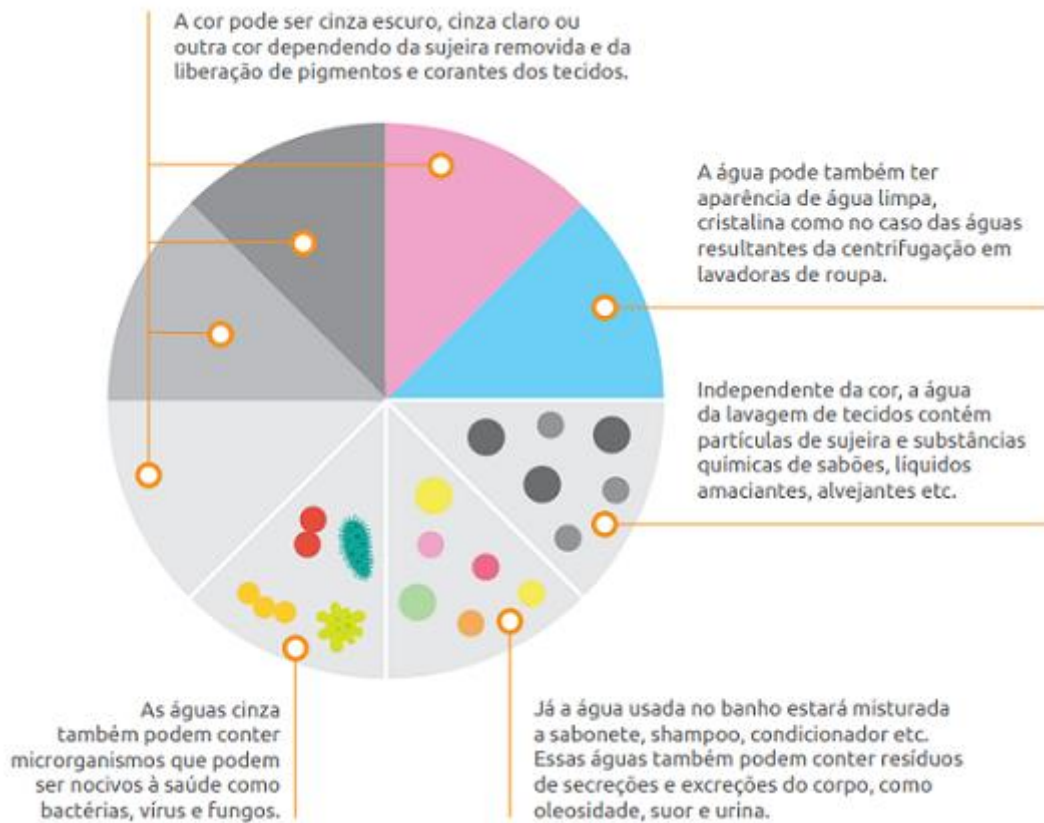 A cor pode ser cinza escuro, cinza claro ou
outra cor dependendo da sujeira removida e da
liberação de pigmentos e corantes dos tecidos.
A água pode também ter
aparência de água limpa,
cristalina como no caso das águas
resultantes da centrifugação em
lavadoras de roupa.
Independente da cor, a água
da lavagem de tecidos contém
partículas de sujeira e substâncias
químicas de sabões, líquidos
amaciantes, alvejantes etc.
As águas cinza
também podem conter
microrganismos que podem
ser nocivos à saúde como
bactérias, vírus e fungos.
Já a água usada no banho estará misturada
a sabonete, shampoo, condicionador etc.
Essas águas também podem conter resíduos
de secreções e excreções do corpo, como
oleosidade, suor e urina.